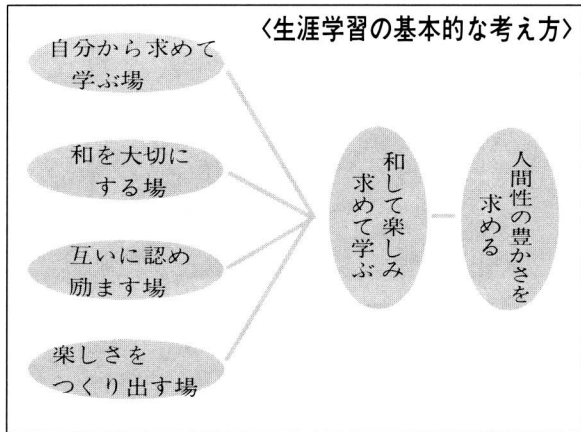 〈生涯学習の基本的な考え方〉
自分から求めて
学ぶ場
和を大切に
する場
互いに認め
励ます場
楽しさを
つくり出す場
和して楽しみ
求めて学ぶ
人間性の豊かさを
求める